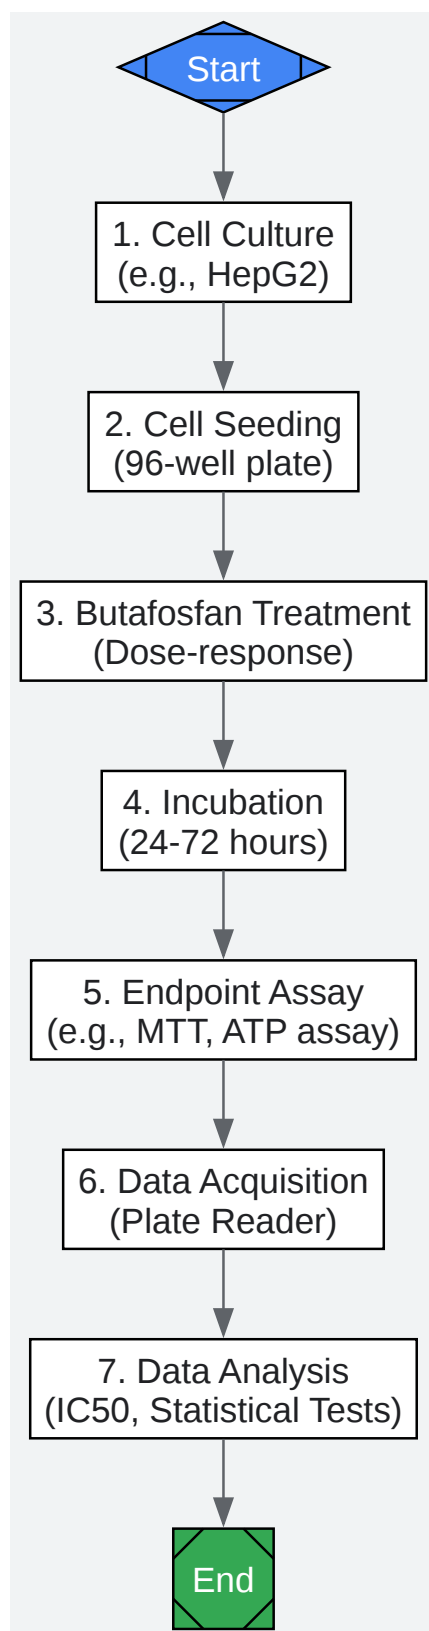 Start
1. Cell Culture
(e.g., HepG2)
2. Cell Seeding
(96-well plate)
3. Butafosfan Treatment
(Dose-response)
4. Incubation
(24-72 hours)
5. Endpoint Assay
(e.g., MTT, ATP assay)
6. Data Acquisition
(Plate Reader)
7. Data Analysis
(IC50, Statistical Tests)
End